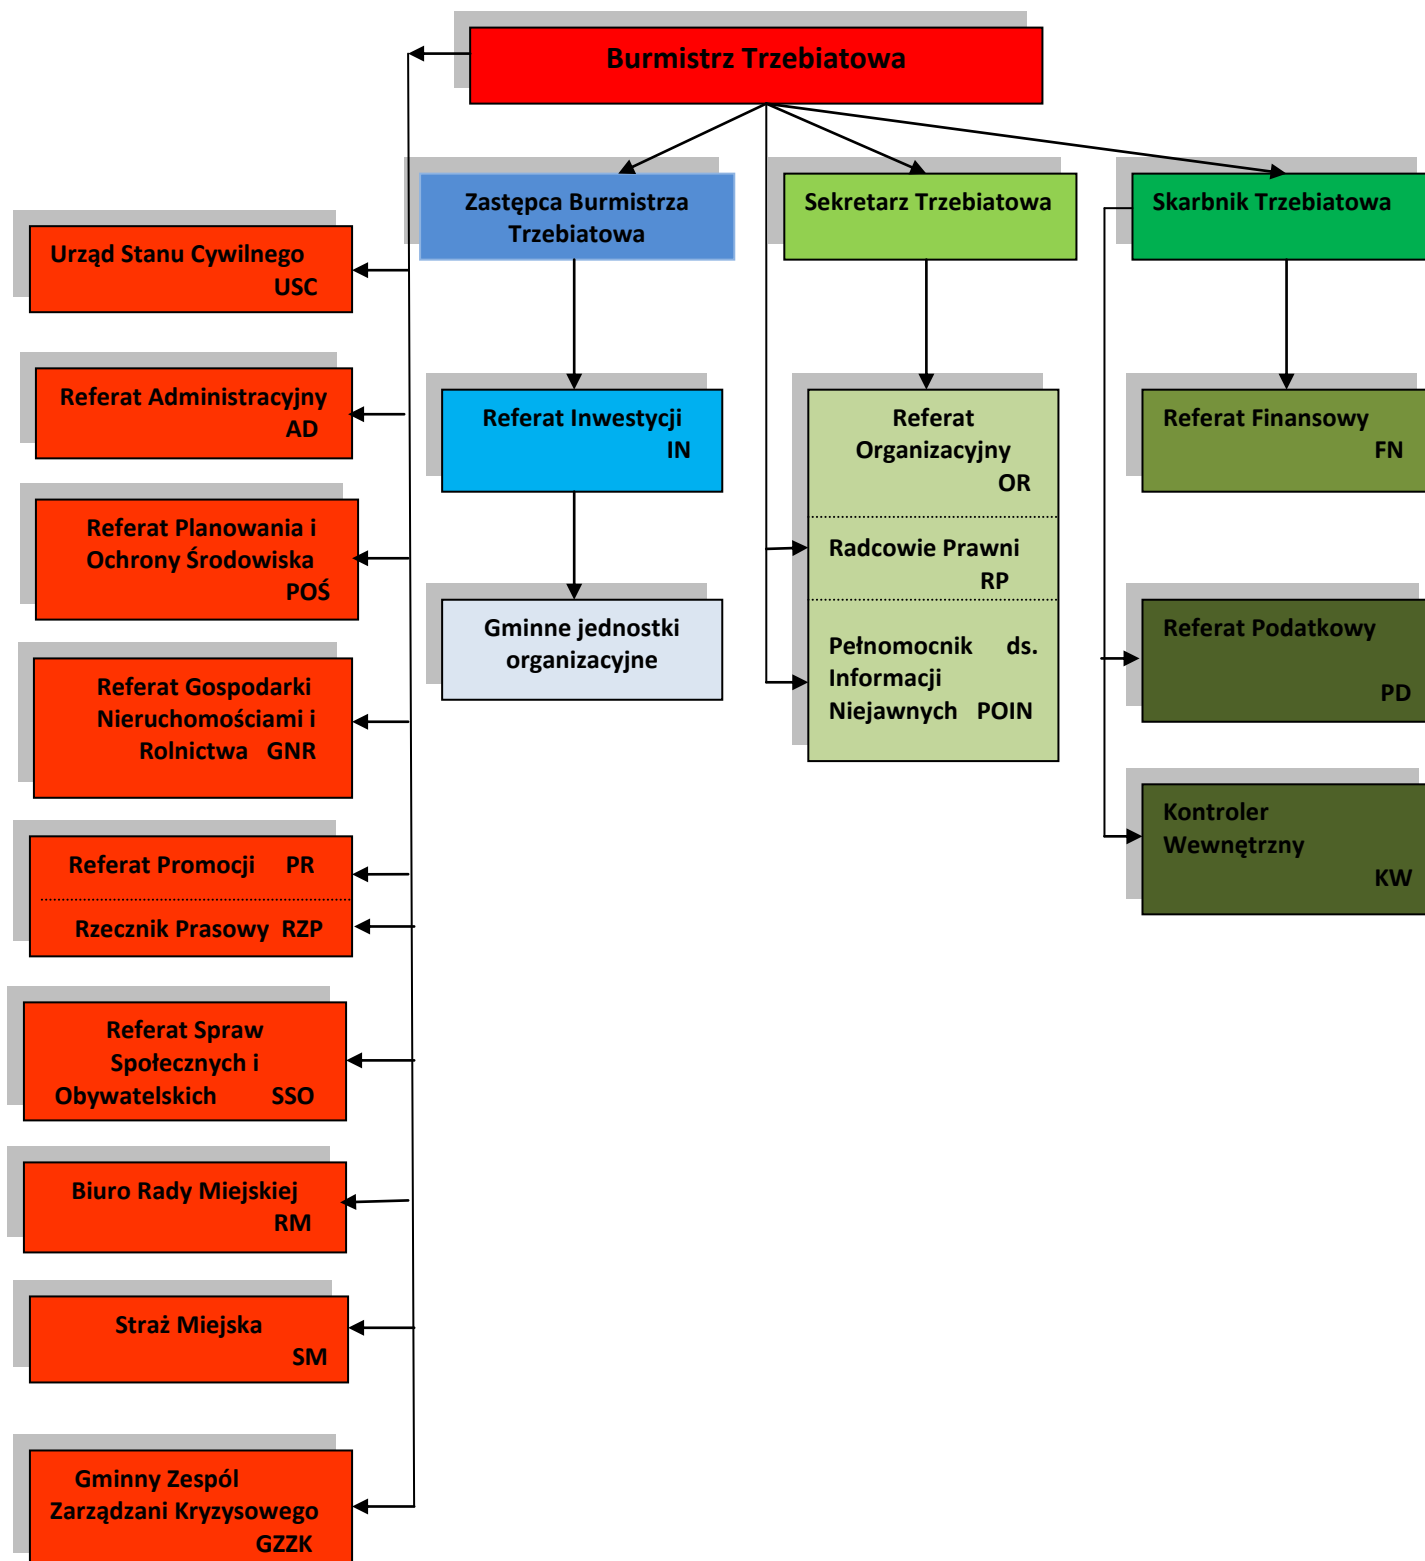 Burmistrz Trzebiatowa
Zastępca Burmistrza
Trzebiatowa
Sekretarz Trzebiatowa
Skarbnik Trzebiatowa
Urząd Stanu Cywilnego
USC
Referat Administracyjny
AD
Referat Planowania i
Ochrony Środowiska
POŚ
Referat Gospodarki
Nieruchomościami i
Rolnictwa GNR
Referat Promocji PR
Rzecznik Prasowy RZP
Referat Spraw
Społecznych i
Obywatelskich SSO
Biuro Rady Miejskiej
RM
Straż Miejska
SM
Gminny Zespól
Zarządzani Kryzysowego
GZZK
Referat Inwestycji
IN
Gminne jednostki
organizacyjne
Referat
Organizacyjny
OR
Radcowie Prawni
RP
Pełnomocnik ds.
Informacji
Niejawnych POIN
Referat Finansowy
FN
Referat Podatkowy
PD
Kontroler
Wewnętrzny
KW